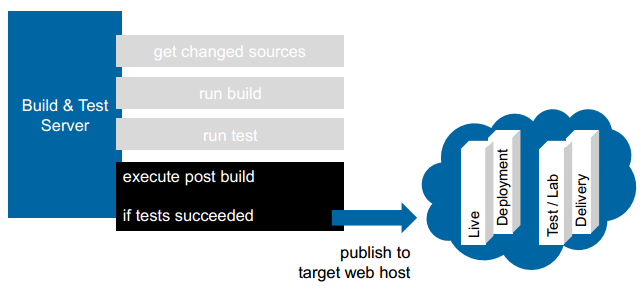 Build & Test
Server
get changed sources
run build
run test
execute post build
if tests succeeded
publish to
target web host
Live
Deployment
Test / Lab
Delivery